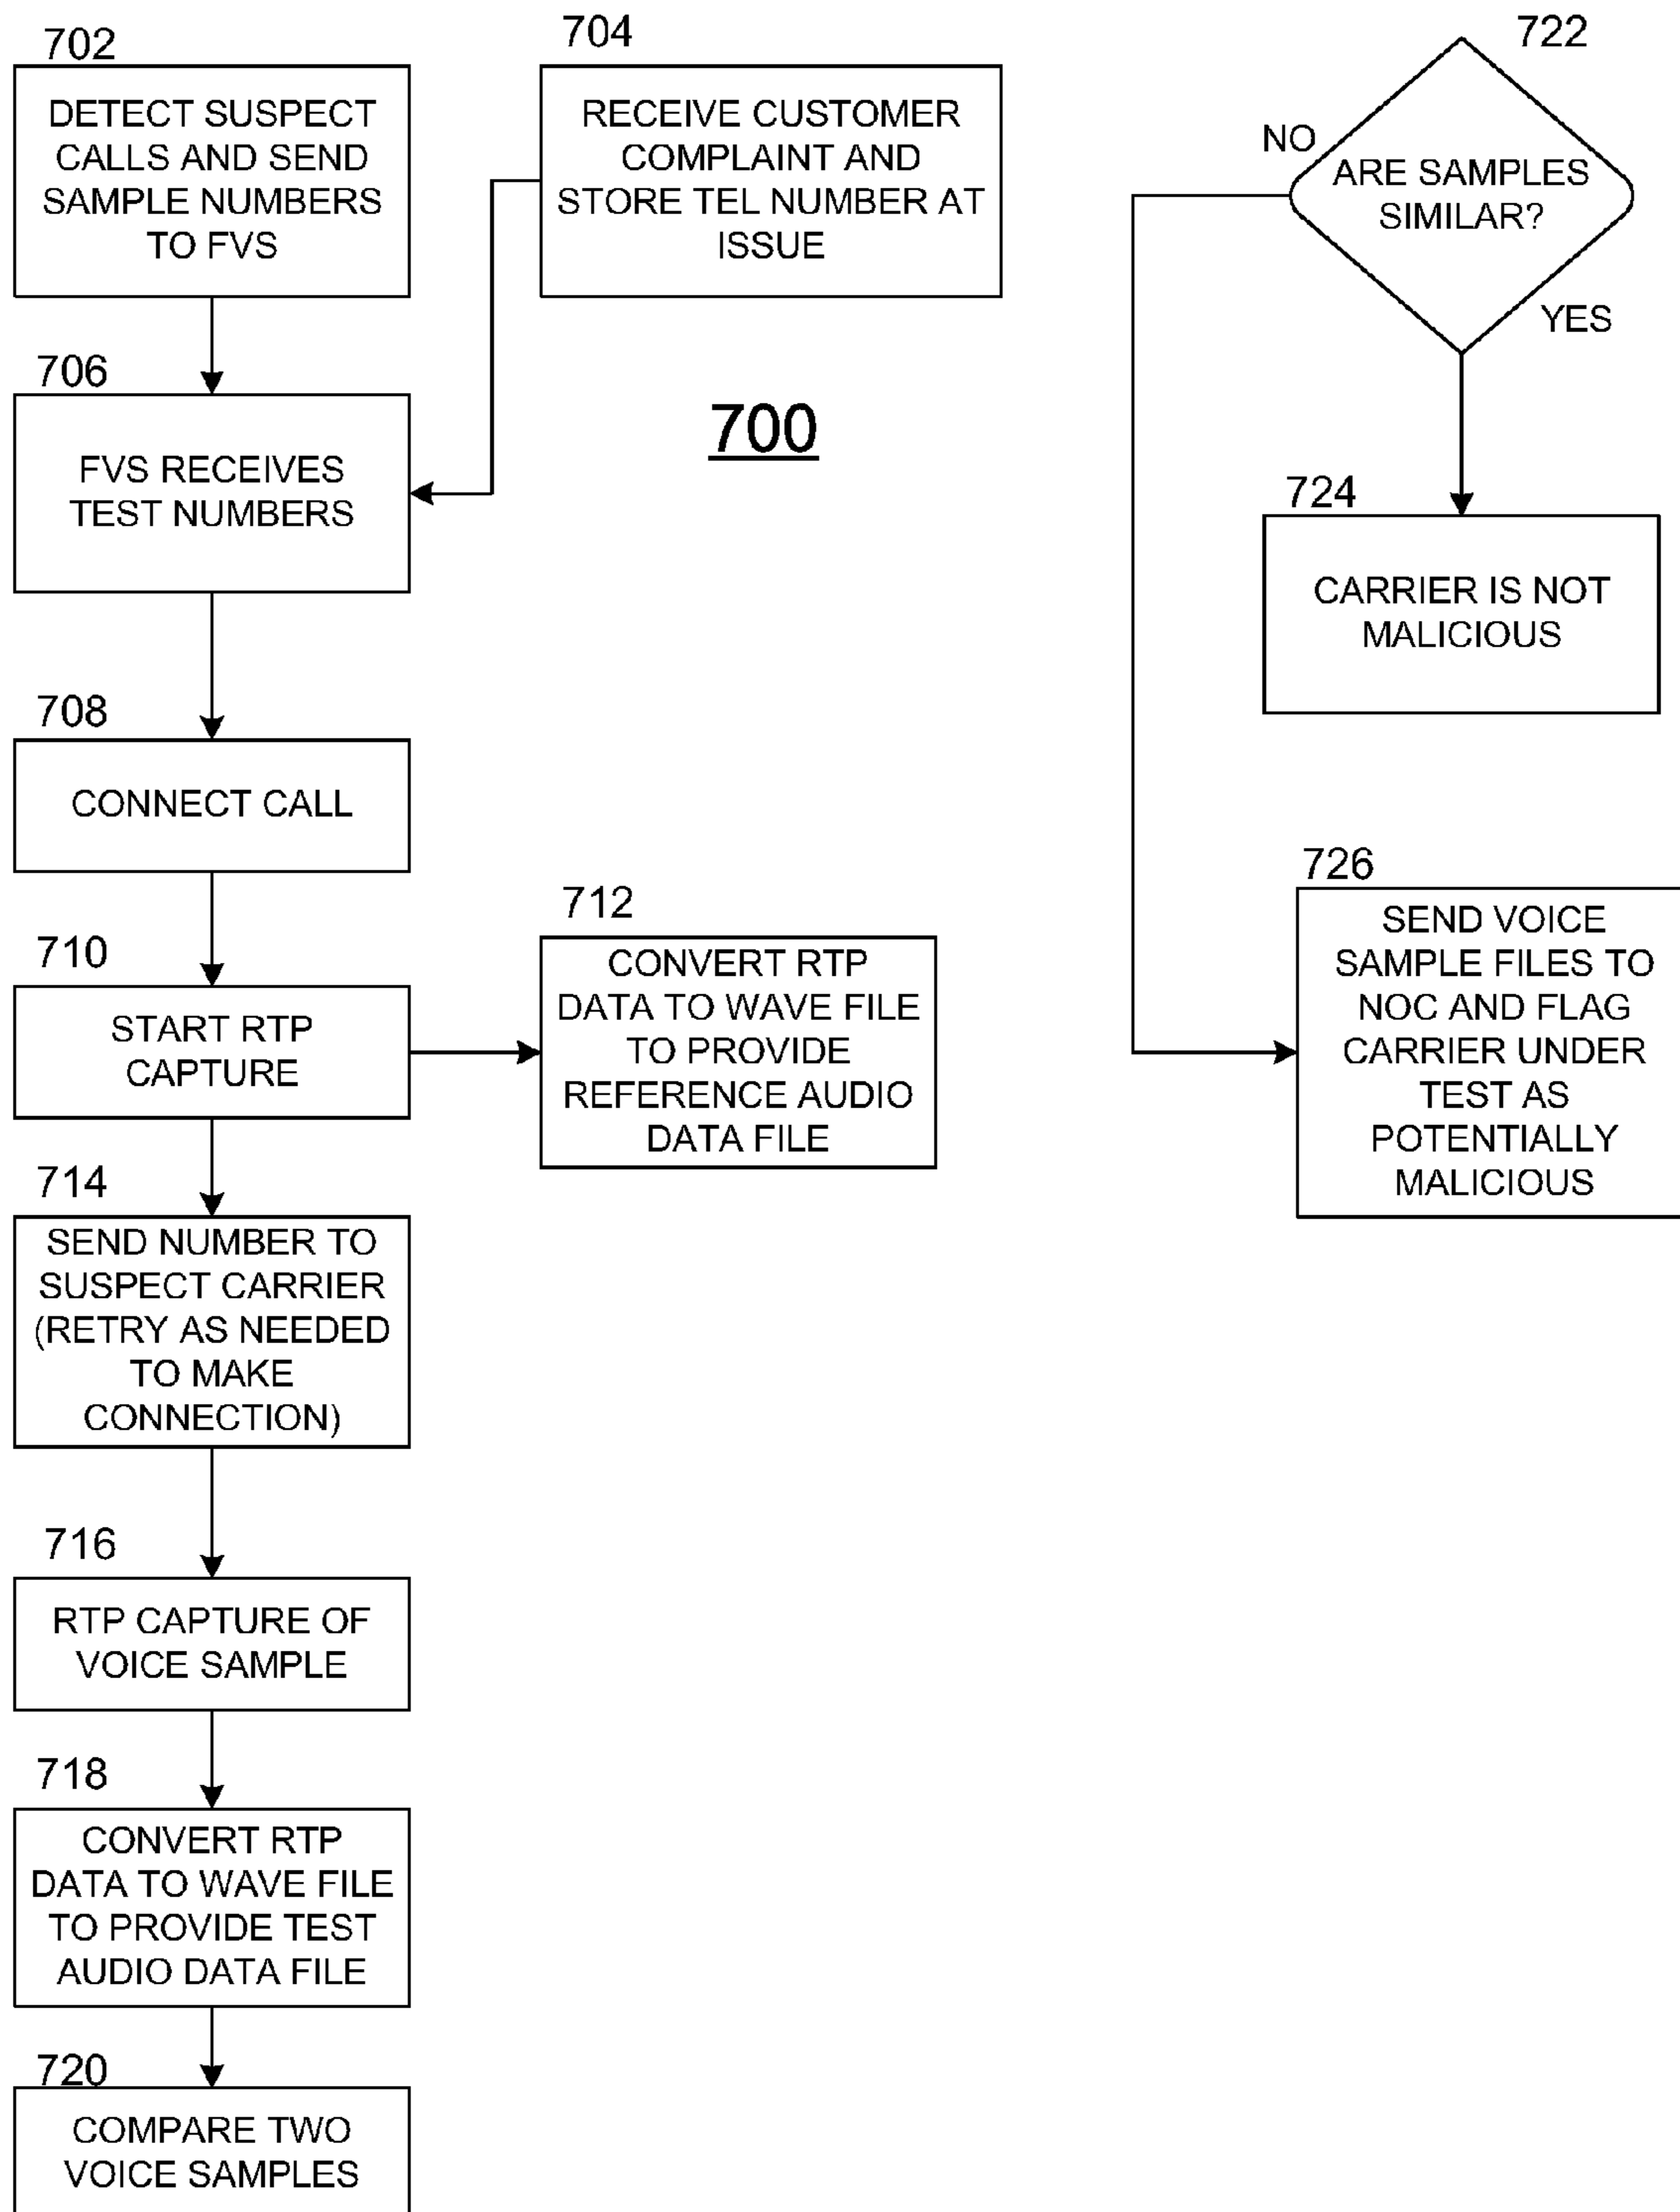 702
DETECT SUSPECT
CALLS AND SEND
SAMPLE NUMBERS
TO FVS
704
RECEIVE CUSTOMER
COMPLAINT AND
STORE TEL NUMBER AT
ISSUE
706
FVS RECEIVES
TEST NUMBERS
700
708
CONNECT CALL
710
START RTP
CAPTURE
712
CONVERT RTP
DATA TO WAVE FILE
TO PROVIDE
REFERENCE AUDIO
DATA FILE
714
SEND NUMBER TO
SUSPECT CARRIER
(RETRY AS NEEDED
TO MAKE
CONNECTION)
716
RTP CAPTURE OF
VOICE SAMPLE
718
CONVERT RTP
DATA TO WAVE FILE
TO PROVIDE TEST
AUDIO DATA FILE
720
COMPARE TWO
VOICE SAMPLES
722
NO
ARE SAMPLES
SIMILAR?
YES
724
CARRIER IS NOT
MALICIOUS
726
SEND VOICE
SAMPLE FILES TO
NOC AND FLAG
CARRIER UNDER
TEST AS
POTENTIALLY
MALICIOUS